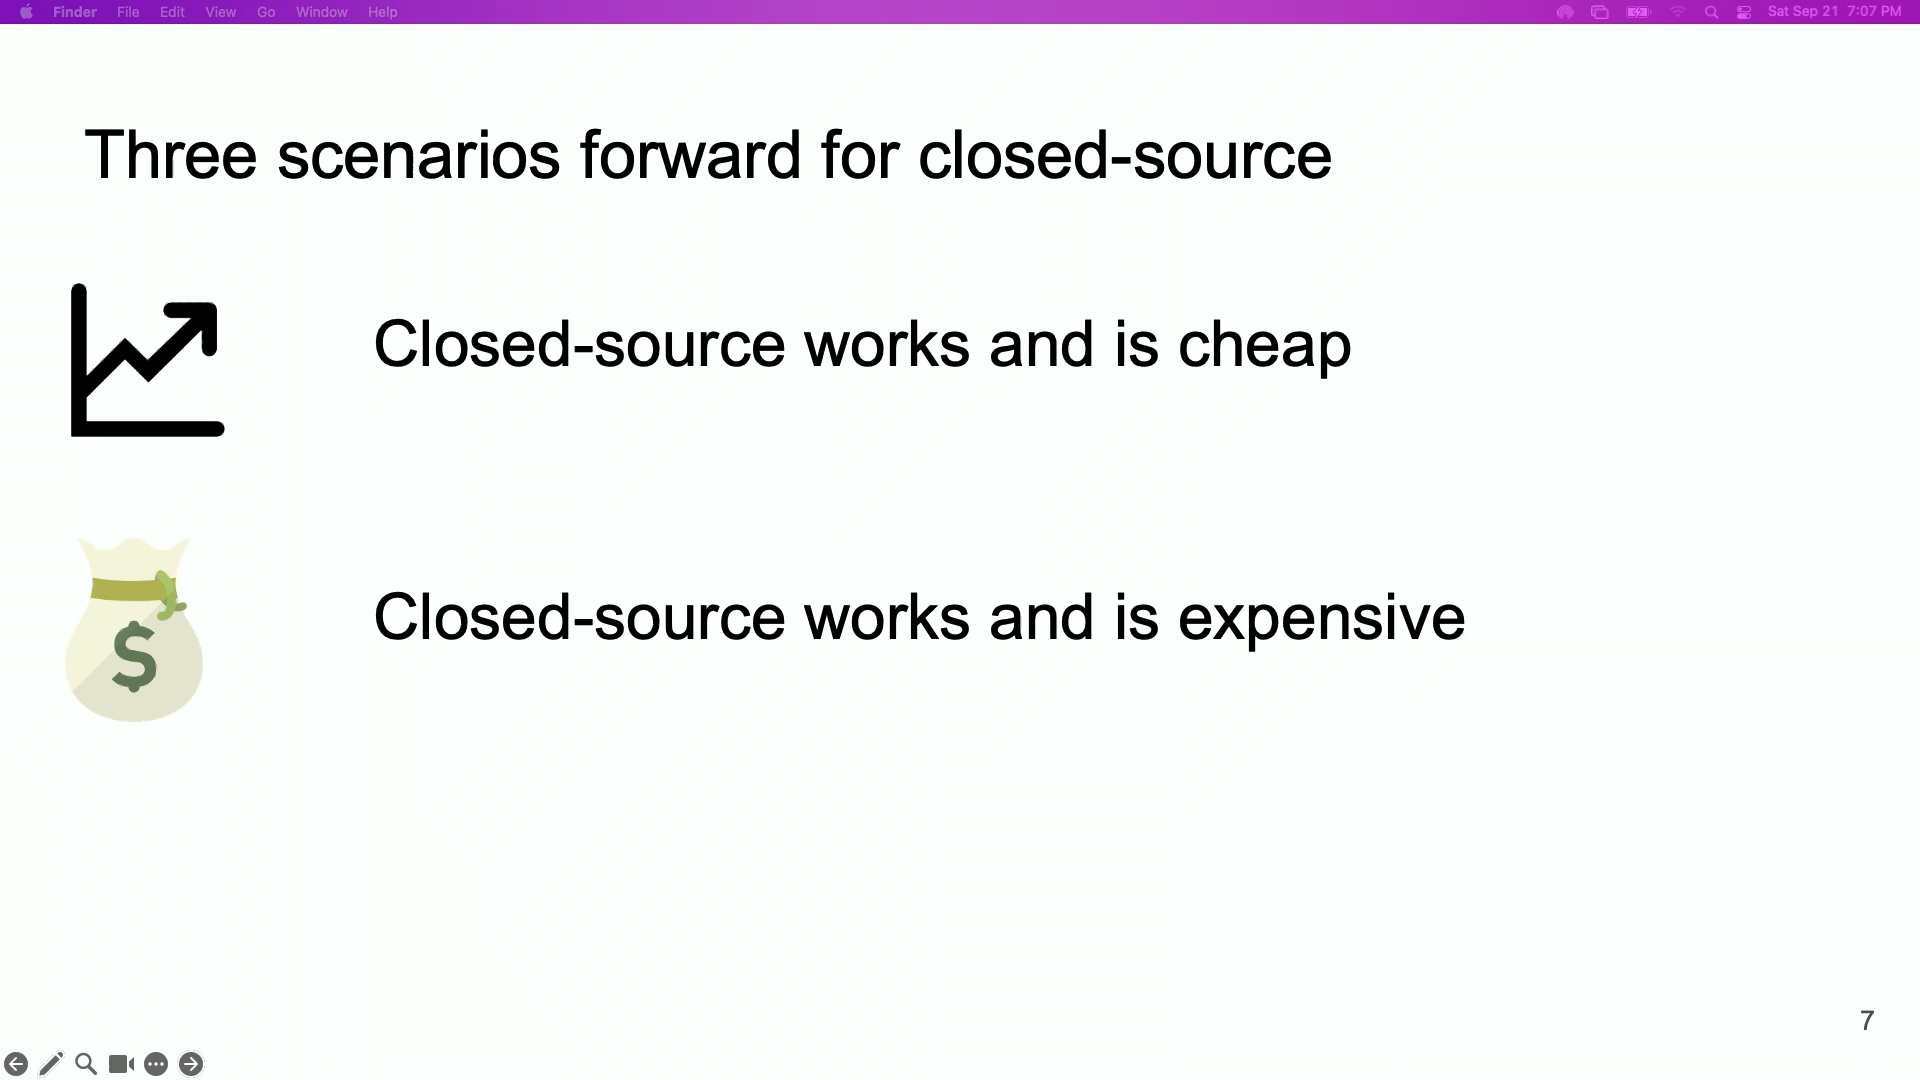 Finder File Edit View Go Window Help Sat Sep 21 7:07 PM
Three scenarios forward for closed-source
Closed-source works and is cheap
$
Closed-source works and is expensive
7